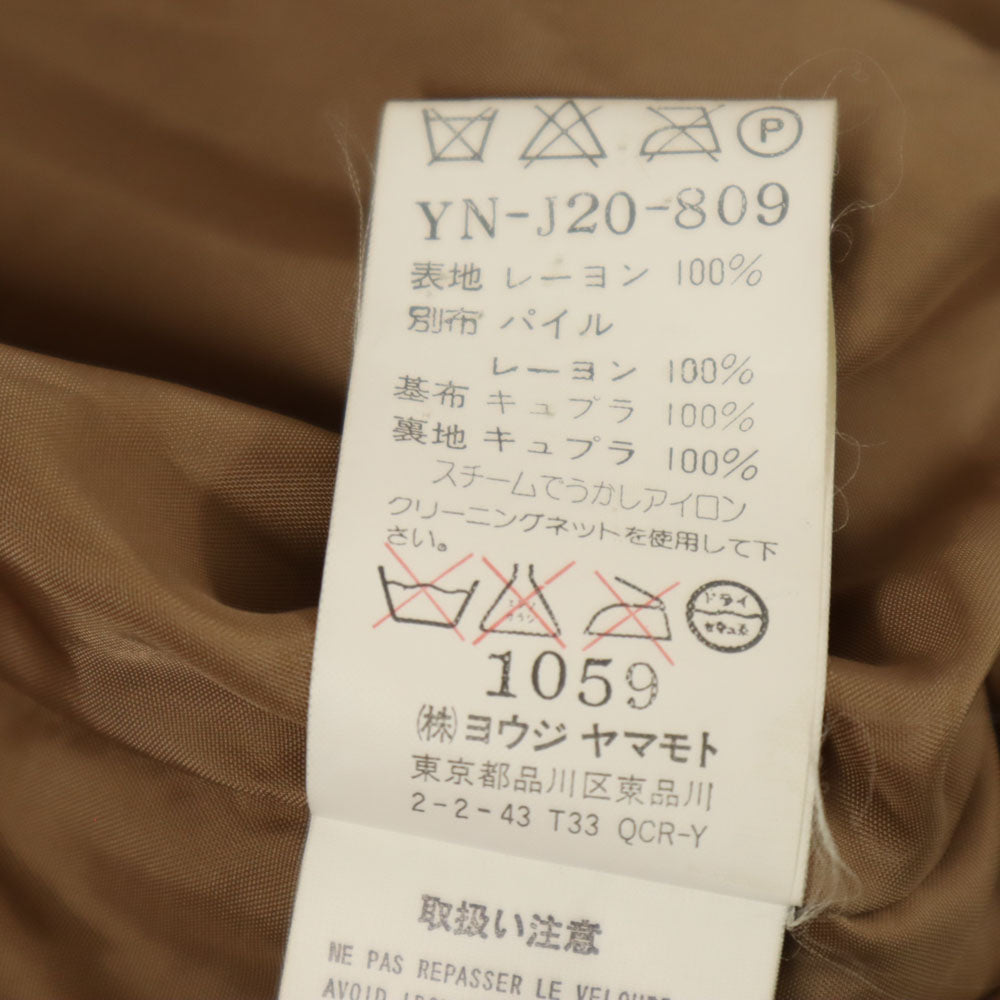 P
YN-J20-809
表地 レーヨン 100%
別布 パイル
レーヨン 100%
基布 キュプラ 100%
裏地 キュプラ 100%
スチームでうかしアイロン
クリーニングネットを使用して下
さい。
ドライ
セキユ系
1059
(株)ヨウジ ヤマモト
東京都品川区東品川
2-2-43 T33 QCR-Y
取扱い注意
NE PAS REPASSER LE VELOURS
AVOID